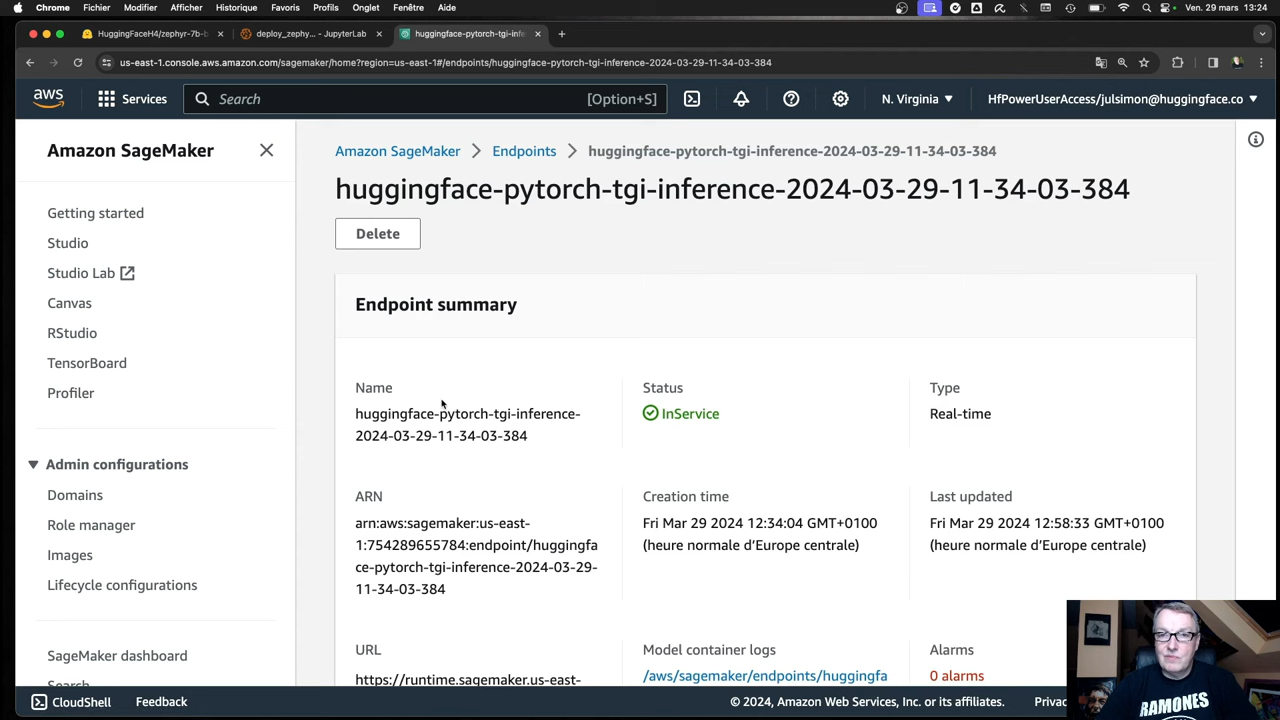 Chrome Fichier Modifier Afficher Historique Favoris Profils Onglet Fenêtre Aide Ven. 29 mars 13:24
HuggingFaceH4/zephyr-7b-b deploy_zephy... - JupyterLab huggingface-pytorch-tgi-infe
us-east-1.console.aws.amazon.com/sagemaker/home?region=us-east-1#/endpoints/huggingface-pytorch-tgi-inference-2024-03-29-11-34-03-384
aws Services Search [Option+S] N. Virginia HfPowerUserAccess/julsimon@huggingface.co
Amazon SageMaker
Getting started
Studio
Studio Lab
Canvas
RStudio
TensorBoard
Profiler
Admin configurations
Domains
Role manager
Images
Lifecycle configurations
SageMaker dashboard
Search
Amazon SageMaker Endpoints huggingface-pytorch-tgi-inference-2024-03-29-11-34-03-384
huggingface-pytorch-tgi-inference-2024-03-29-11-34-03-384
Delete
Endpoint summary
Name
huggingface-pytorch-tgi-inference-
2024-03-29-11-34-03-384
Status
InService
Type
Real-time
ARN
arn:aws:sagemaker:us-east-
1:754289655784:endpoint/huggingfa
ce-pytorch-tgi-inference-2024-03-29-
11-34-03-384
Creation time
Fri Mar 29 2024 12:34:04 GMT+0100
(heure normale d’Europe centrale)
Last updated
Fri Mar 29 2024 12:58:33 GMT+0100
(heure normale d’Europe centrale)
URL
https://runtime.sagemaker.us-east-
Model container logs
/aws/sagemaker/endpoints/huggingfa
Alarms
0 alarms
CloudShell Feedback © 2024, Amazon Web Services, Inc. or its affiliates. Priva
RAMONES